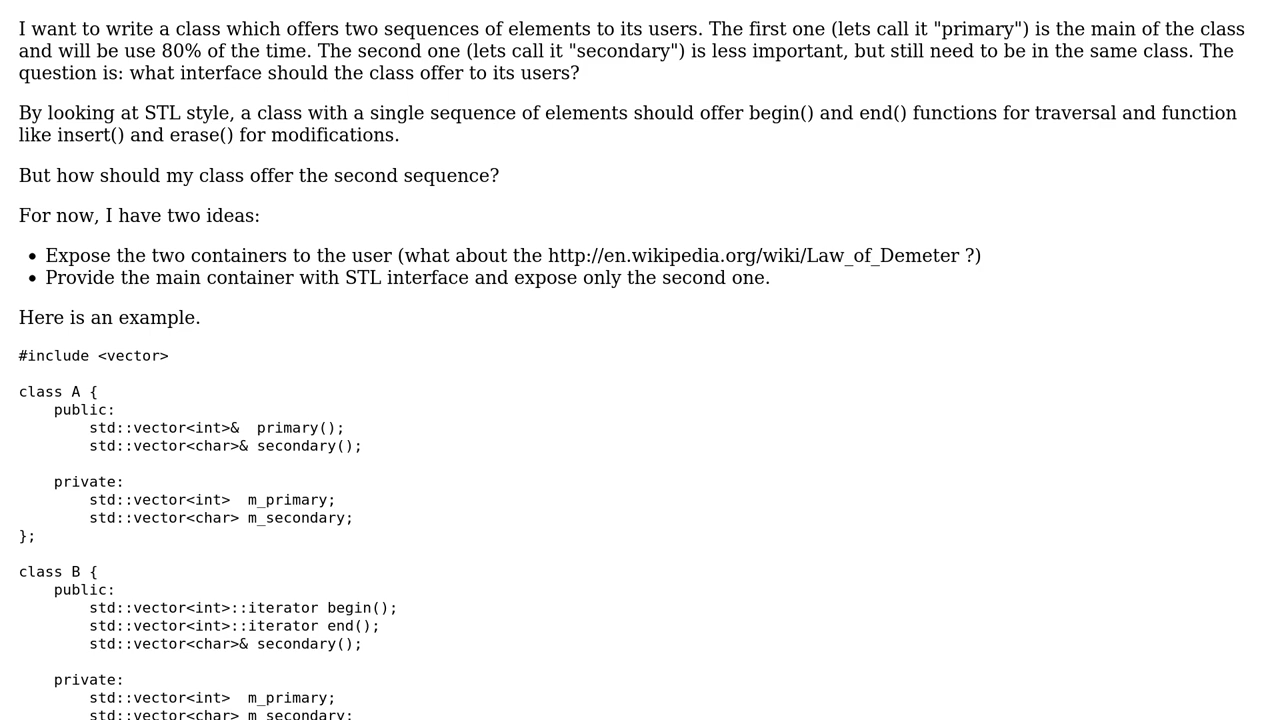 I want to write a class which offers two sequences of elements to its users. The first one (lets call it "primary") is the main of the class
and will be use 80% of the time. The second one (lets call it "secondary") is less important, but still need to be in the same class. The
question is: what interface should the class offer to its users?
By looking at STL style, a class with a single sequence of elements should offer begin() and end() functions for traversal and function
like insert() and erase() for modifications.
But how should my class offer the second sequence?
For now, I have two ideas:
• Expose the two containers to the user (what about the http://en.wikipedia.org/wiki/Law_of_Demeter ?)
• Provide the main container with STL interface and expose only the second one.
Here is an example.
#include <vector>
class A {
    public:
        std::vector<int>&  primary();
        std::vector<char>& secondary();
    private:
        std::vector<int>  m_primary;
        std::vector<char> m_secondary;
};
class B {
    public:
        std::vector<int>::iterator begin();
        std::vector<int>::iterator end();
        std::vector<char>& secondary();
    private:
        std::vector<int>  m_primary;
        std::vector<char> m_secondary;